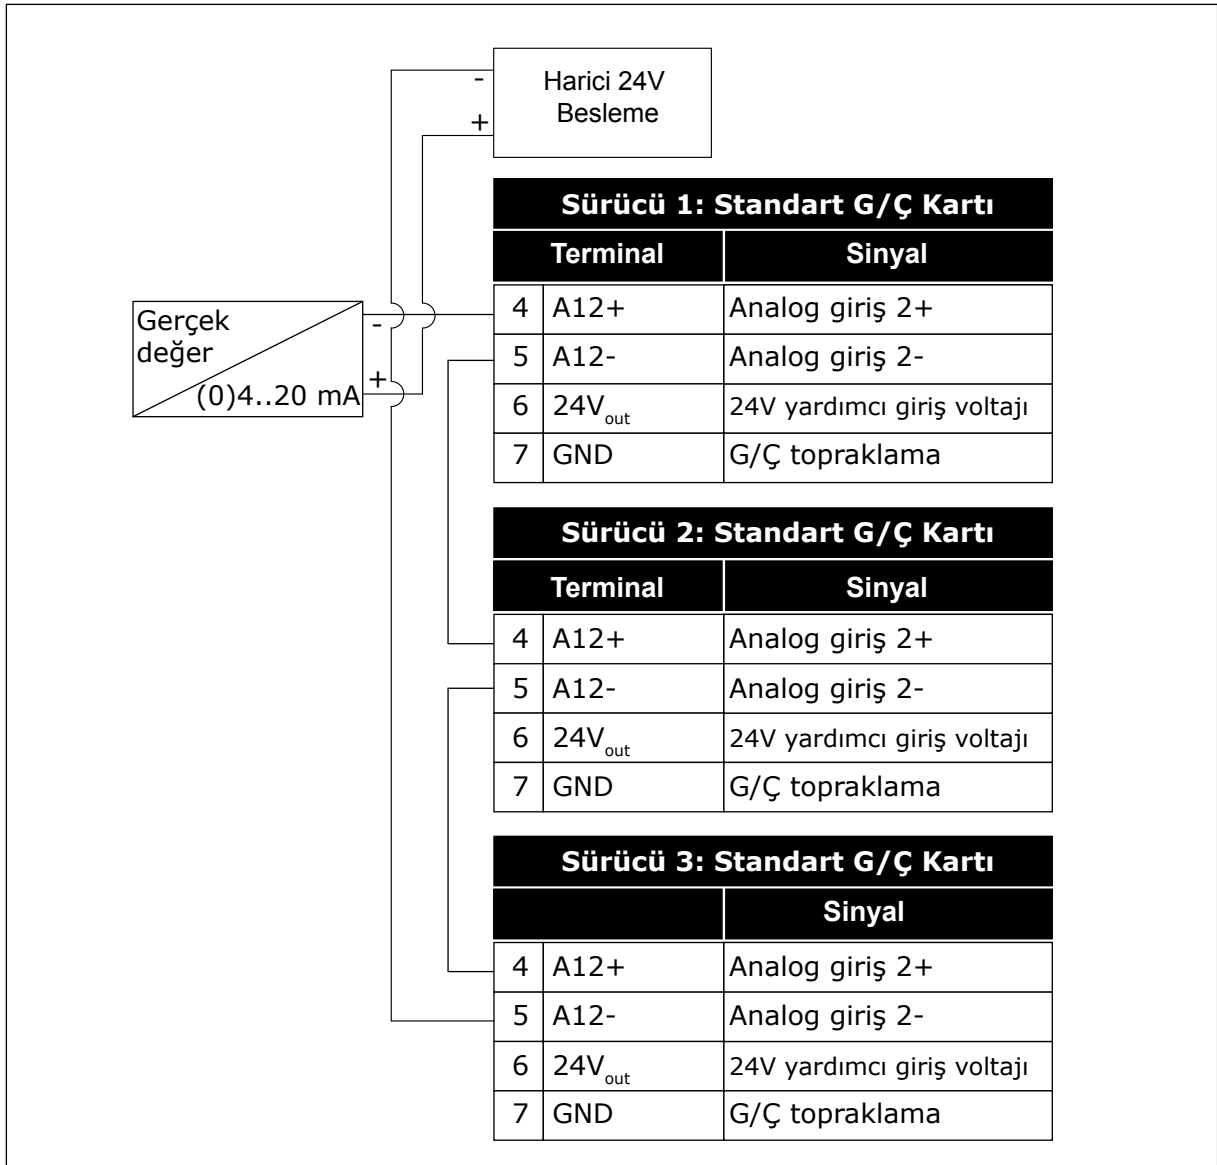 -
Harici 24V
Besleme
+
Sürücü 1: Standart G/Ç Kartı
Terminal Sinyal
Gerçek
değer
(0)4..20 mA
-
+
4 A12+ Analog giriş 2+
5 A12- Analog giriş 2-
6 24Vout 24V yardımcı giriş voltajı
7 GND G/Ç topraklama
Sürücü 2: Standart G/Ç Kartı
Terminal Sinyal
4 A12+ Analog giriş 2+
5 A12- Analog giriş 2-
6 24Vout 24V yardımcı giriş voltajı
7 GND G/Ç topraklama
Sürücü 3: Standart G/Ç Kartı
Sinyal
4 A12+ Analog giriş 2+
5 A12- Analog giriş 2-
6 24Vout 24V yardımcı giriş voltajı
7 GND G/Ç topraklama